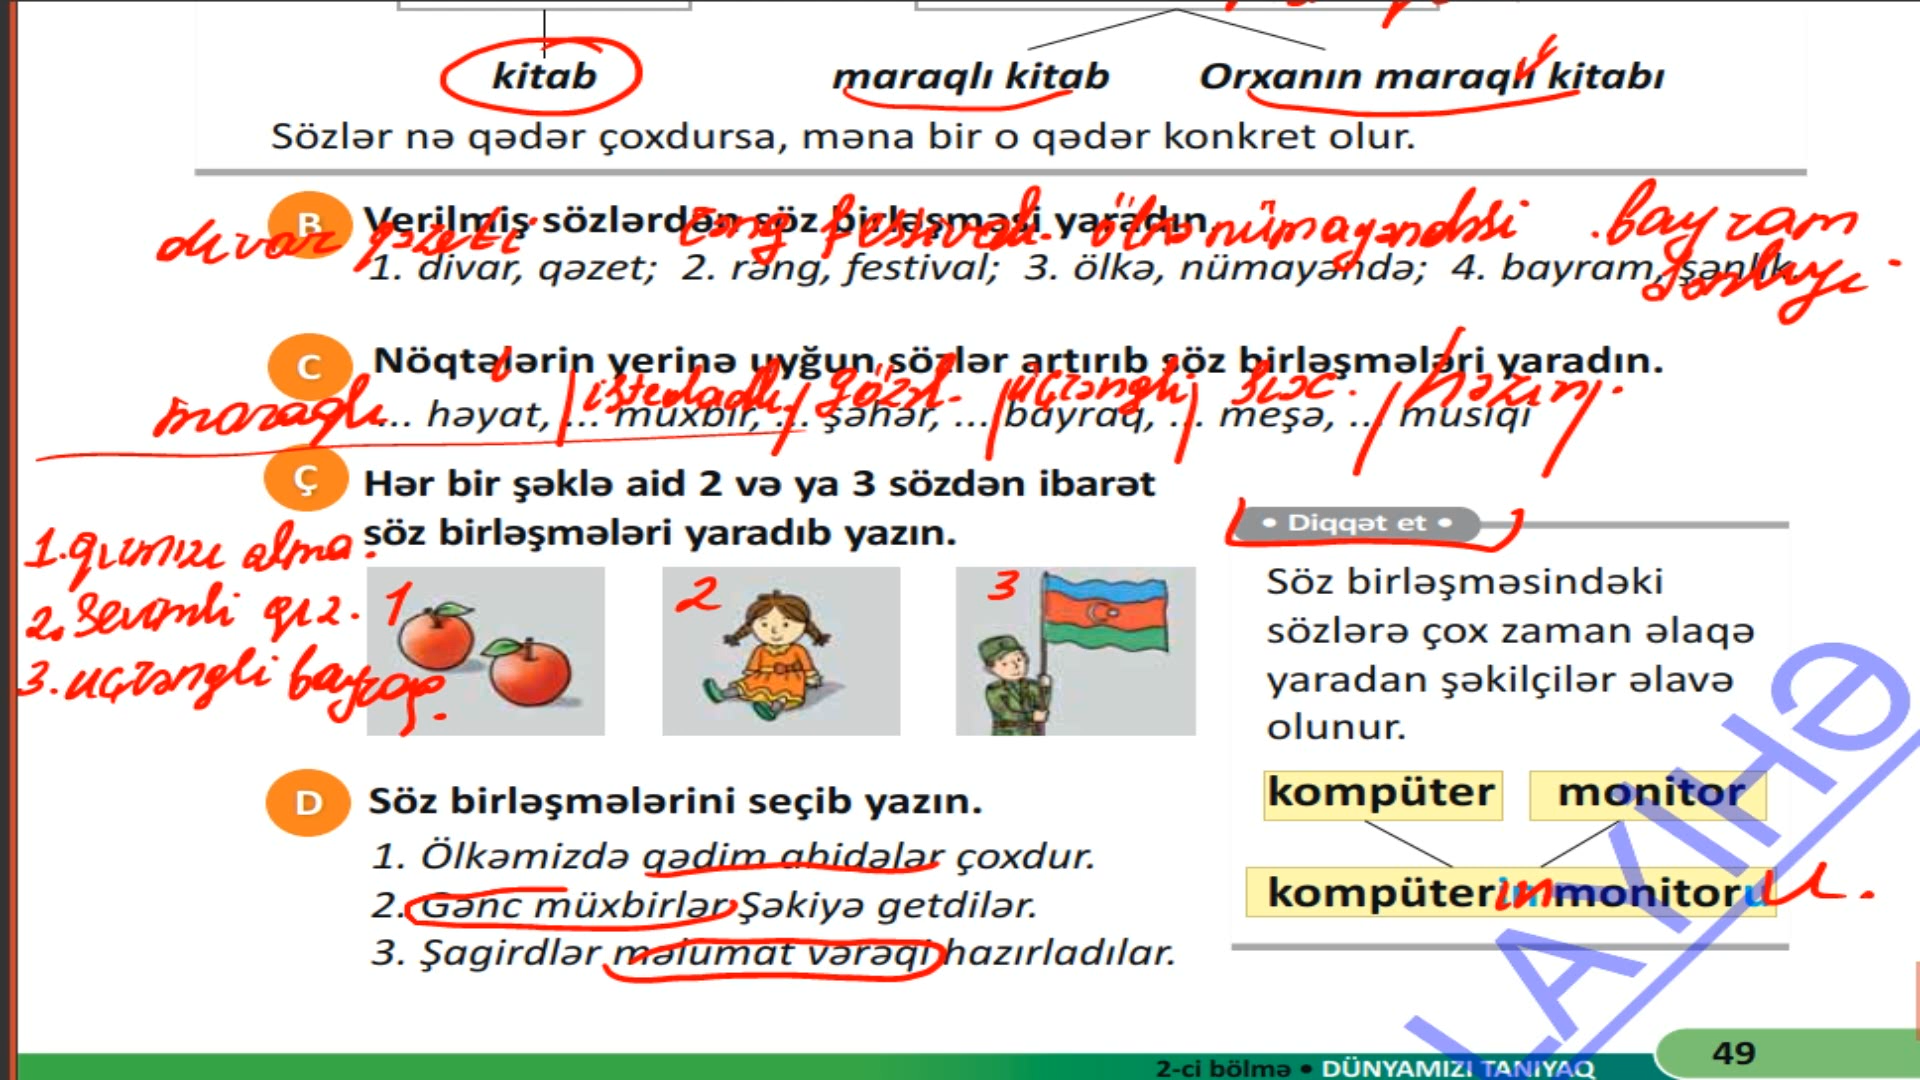 kitab maraqlı kitab Orxanın maraqlı kitabı
Sözlər nə qədər çoxdursa, məna bir o qədər konkret olur.
B Verilmiş sözlərdən söz birləşməsi yaradın.
divar qəzeti rəng festivalı. ölkə nümayəndəsi . bayram şənliyi
1. divar, qəzet; 2. rəng, festival; 3. ölkə, nümayəndə; 4. bayram, şənlik.
C Nöqtələrin yerinə uyğun sözlər artırıb söz birləşmələri yaradın.
maraqlı istedadlı gözəl. üçrəngli həzin.
... həyat, ... müxbir, ... şəhər, ... bayraq, ... meşə, ... musiqi
Ç Hər bir şəklə aid 2 və ya 3 sözdən ibarət
söz birləşmələri yaradıb yazın.
1. qırmızı alma.
2. Sevimli qız.
3. üçrəngli bayraq.
1 2 3
D Söz birləşmələrini seçib yazın.
1. Ölkəmizdə qədim abidələr çoxdur.
2. Gənc müxbirlər Şəkiyə getdilər.
3. Şagirdlər məlumat vərəqi hazırladılar.
• Diqqət et •
Söz birləşməsindəki
sözlərə çox zaman əlaqə
yaradan şəkilçilər əlavə
olunur.
kompüter monitor
kompüterin monitoru
in u.
LAYİHƏ
2-ci bölmə • DÜNYAMIZI TANIYAQ 49